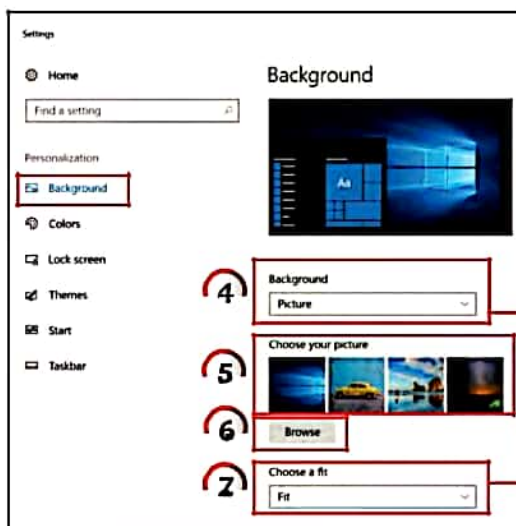 Settings
Home
Find a setting
Personalization
Background
Colors
Lock screen
Themes
Start
Taskbar
Background
Aa
4
Background
Picture
5
Choose your picture
6
Browse
7
Choose a fit
Fit